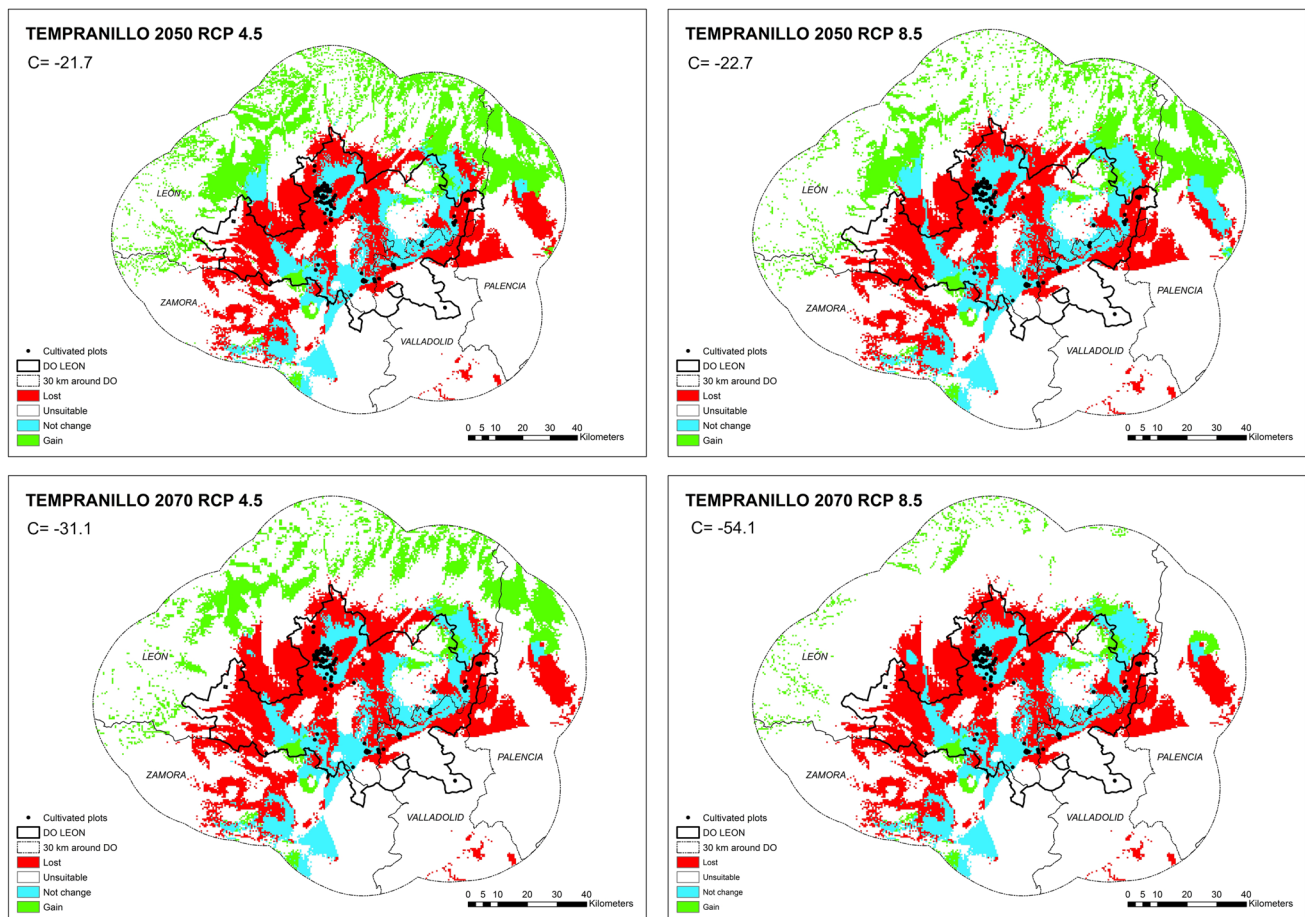 TEMPRANILLO 2050 RCP 4.5
C= -21.7
LEÓN
ZAMORA
PALENCIA
VALLADOLID
Cultivated plots
DO LEON
30 km around DO
Lost
Unsuitable
Not change
Gain
0 5 10 20 30 40
Kilometers
TEMPRANILLO 2050 RCP 8.5
C= -22.7
LEÓN
ZAMORA
PALENCIA
VALLADOLID
Cultivated plots
DO LEON
30 km around DO
Lost
Unsuitable
Not change
Gain
0 5 10 20 30 40
Kilometers
TEMPRANILLO 2070 RCP 4.5
C= -31.1
LEÓN
ZAMORA
PALENCIA
VALLADOLID
Cultivated plots
DO LEON
30 km around DO
Lost
Unsuitable
Not change
Gain
0 5 10 20 30 40
Kilometers
TEMPRANILLO 2070 RCP 8.5
C= -54.1
LEÓN
ZAMORA
PALENCIA
VALLADOLID
Cultivated plots
DO LEON
30 km around DO
Lost
Unsuitable
Not change
Gain
0 5 10 20 30 40
Kilometers